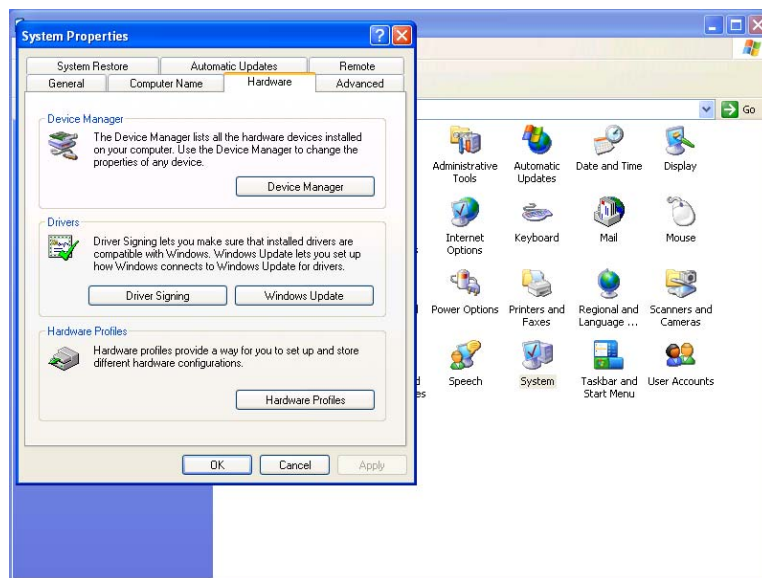 System Properties
System Restore
Automatic Updates
Remote
General
Computer Name
Hardware
Advanced
Device Manager
The Device Manager lists all the hardware devices installed
on your computer. Use the Device Manager to change the
properties of any device.
Device Manager
Drivers
Driver Signing lets you make sure that installed drivers are
compatible with Windows. Windows Update lets you set up
how Windows connects to Windows Update for drivers.
Driver Signing
Windows Update
Hardware Profiles
Hardware profiles provide a way for you to set up and store
different hardware configurations.
Hardware Profiles
OK
Cancel
Apply
Go
Administrative
Tools
Automatic
Updates
Date and Time
Display
Internet
Options
Keyboard
Mail
Mouse
Power Options
Printers and
Faxes
Regional and
Language ...
Scanners and
Cameras
Speech
System
Taskbar and
Start Menu
User Accounts